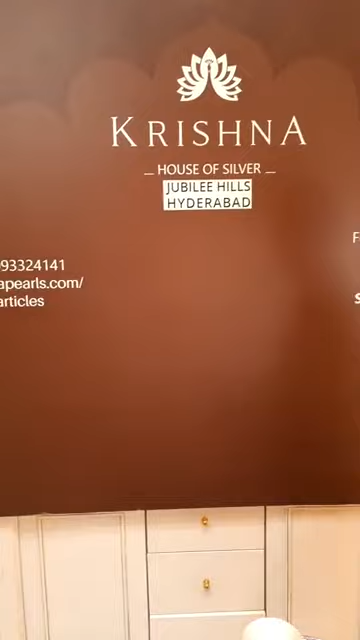 KRISHNA
HOUSE OF SILVER
JUBILEE HILLS
HYDERABAD
93324141
apearls.com/
articles